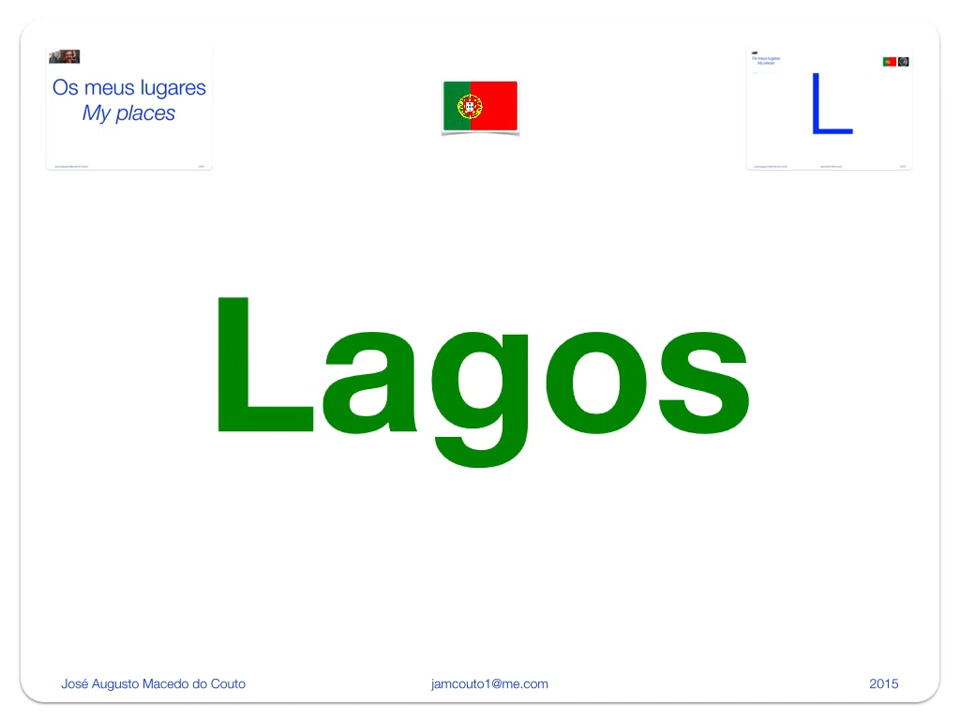 Os meus lugares
My places
L
Lagos
José Augusto Macedo do Couto
jamcouto1@me.com
2015